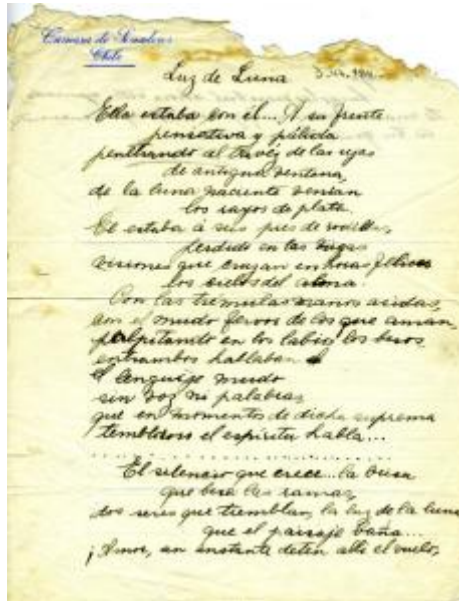 Camara de Senadores
Chile
Luz de Luna
Ella estaba con él... A su frente
pensativa y pálida
penetrando al través de las rejas
de antigua ventana,
de la luna naciente venían
los rayos de plata.
El estaba á sus pies de rodillas,
perdido en las vagas
visiones que cruzan en horas felices
los cielos del alma.
Con las trémulas manos asidas,
con el mudo fervor de los que aman,
palpitando en los labios los besos,
entrambos hablaban
el lenguaje mudo
sin voz ni palabras
que en momentos de dicha suprema
tembloroso el espíritu habla...
El silencio que crece... la brisa
que besa las ramas,
dos seres que tiemblan, la luz de la luna
que el paisaje baña...
¡Amor, un instante detén allí el vuelo,